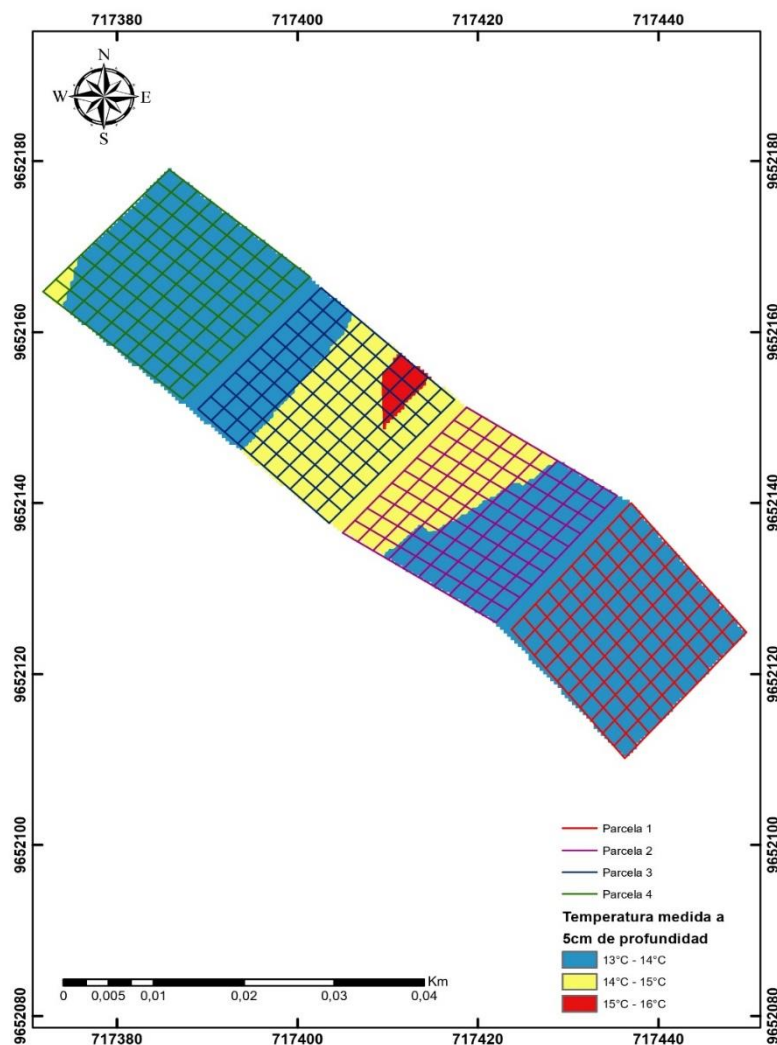 717380 717400 717420 717440
N
W E
S
9652180 9652180
9652160 9652160
9652140 9652140
9652120 9652120
9652100 9652100
9652080 9652080
Parcela 1
Parcela 2
Parcela 3
Parcela 4
Temperatura medida a
5cm de profundidad
13°C - 14°C
14°C - 15°C
15°C - 16°C
Km
0 0,005 0,01 0,02 0,03 0,04
717380 717400 717420 717440